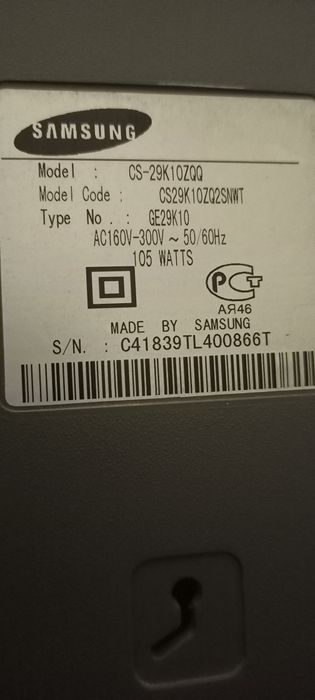 SAMSUNG
Model : CS-29K10ZQQ
Model Code : CS29K10ZQ2SNWT
Type No. : GE29K10
AC160V-300V ~ 50/60Hz
105 WATTS
РСТ
АЯ46
MADE BY SAMSUNG
S/N. : C41839TL400866T